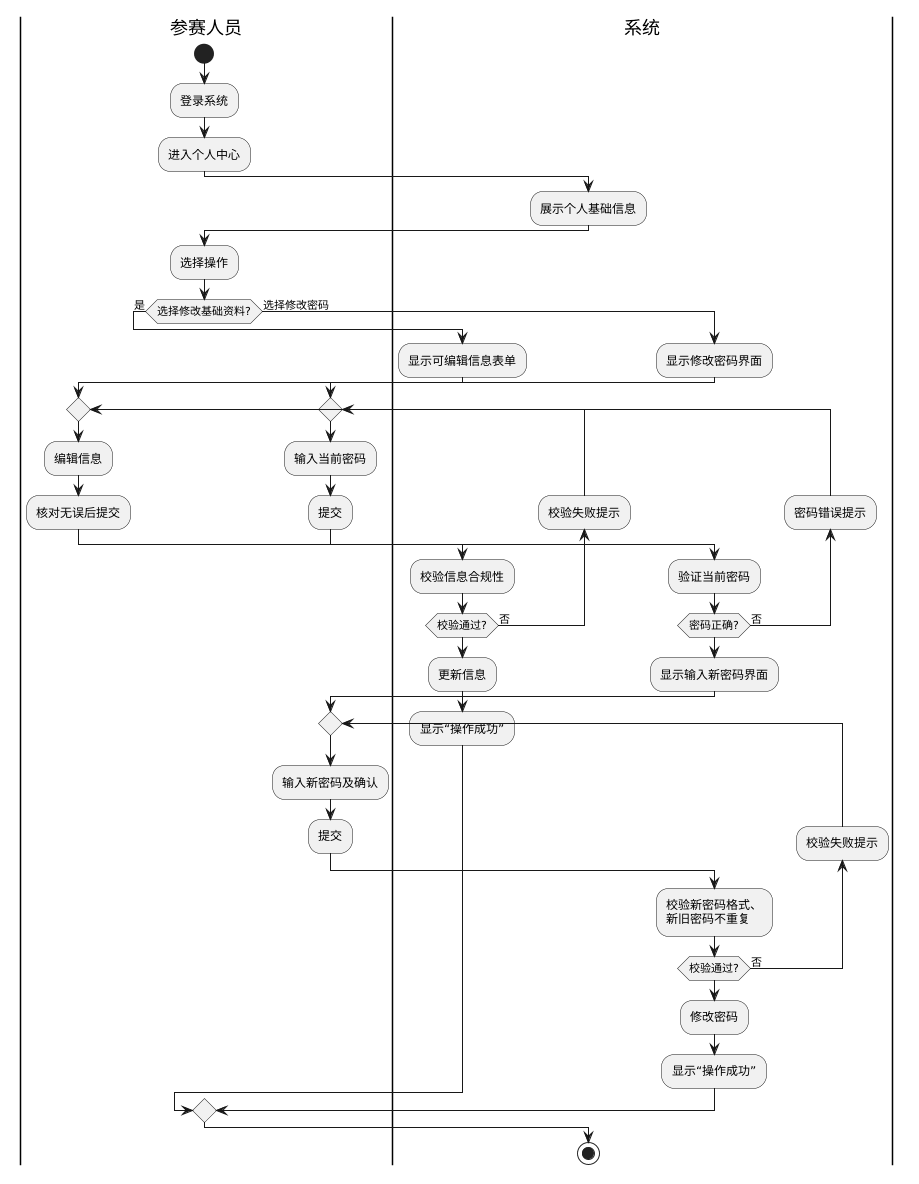 参赛人员
系统
登录系统
进入个人中心
展示个人基础信息
选择操作
是
选择修改基础资料?
选择修改密码
显示可编辑信息表单
显示修改密码界面
编辑信息
输入当前密码
核对无误后提交
提交
校验失败提示
密码错误提示
校验信息合规性
验证当前密码
校验通过?
否
密码正确?
否
更新信息
显示输入新密码界面
显示“操作成功”
输入新密码及确认
提交
校验失败提示
校验新密码格式、
新旧密码不重复
校验通过?
否
修改密码
显示“操作成功”